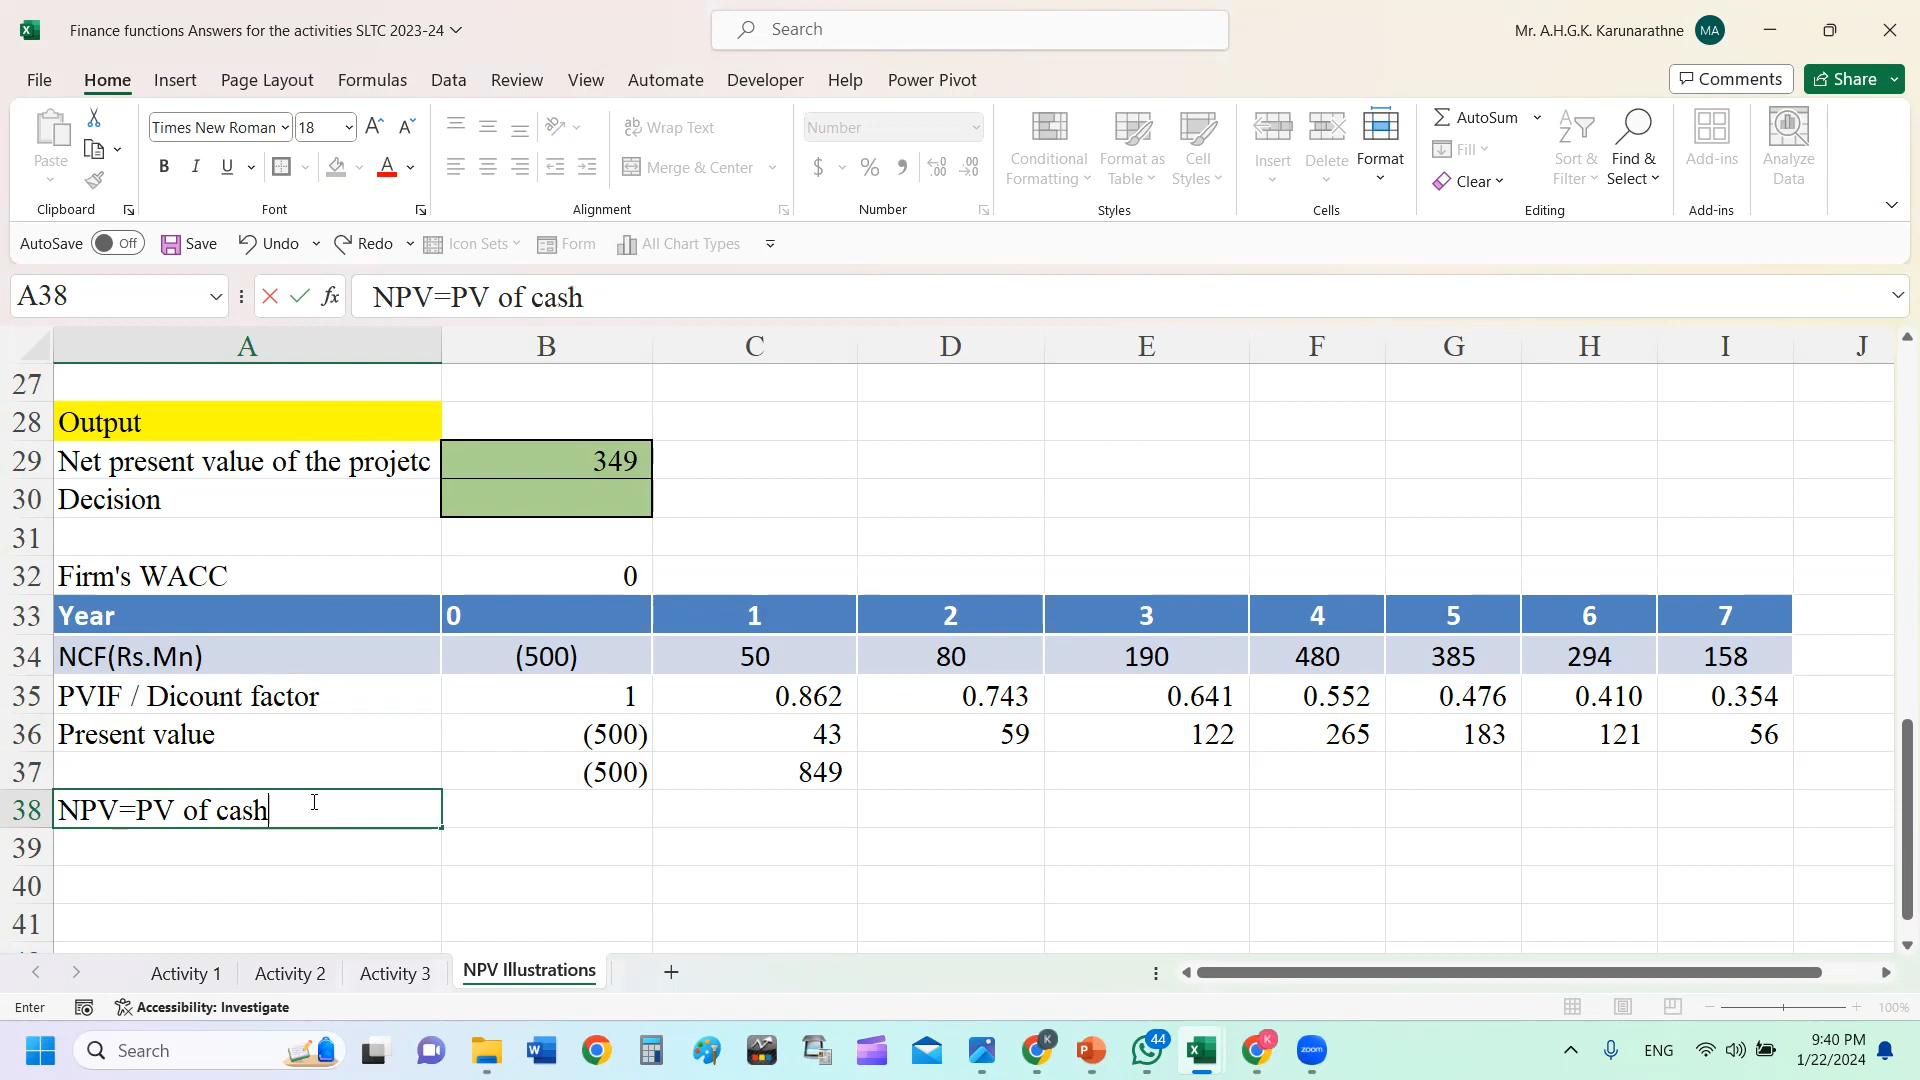 Finance functions Answers for the activities SLTC 2023-24
Search
Mr. A.H.G.K. Karunarathne
MA
File Home Insert Page Layout Formulas Data Review View Automate Developer Help Power Pivot
Comments
Share
Paste
Clipboard
Times New Roman 18
B I U
Font
Wrap Text
Merge & Center
Alignment
Number
$ % ,
Number
Conditional Formatting
Format as Table
Cell Styles
Styles
Insert
Delete
Format
Cells
AutoSum
Fill
Clear
Sort & Filter
Find & Select
Editing
Add-ins
Add-ins
Analyze Data
AutoSave Off Save Undo Redo Icon Sets Form All Chart Types
A38 fx NPV=PV of cash
A B C D E F G H I J
27
28 Output
29 Net present value of the projetc 349
30 Decision
31
32 Firm's WACC 0
33 Year 0 1 2 3 4 5 6 7
34 NCF(Rs.Mn) (500) 50 80 190 480 385 294 158
35 PVIF / Dicount factor 1 0.862 0.743 0.641 0.552 0.476 0.410 0.354
36 Present value (500) 43 59 122 265 183 121 56
37 (500) 849
38 NPV=PV of cash
39
40
41
Activity 1 Activity 2 Activity 3 NPV Illustrations
Enter Accessibility: Investigate 100%
Search
K
44
K
zoom
ENG
9:40 PM
1/22/2024